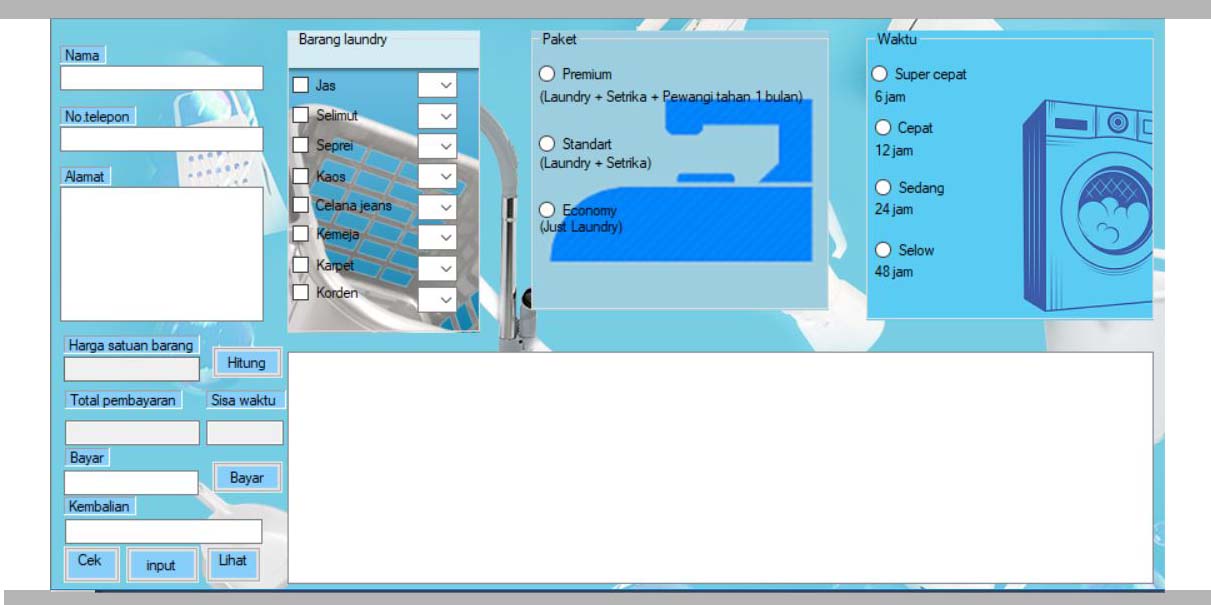 Nama
No.telepon
Alamat
Barang laundry
Jas
Selimut
Seprei
Kaos
Celana jeans
Kemeja
Karpet
Korden
Paket
Premium
(Laundry + Setrika + Pewangi tahan 1 bulan)
Standart
(Laundry + Setrika)
Economy
(Just Laundry)
Waktu
Super cepat
6 jam
Cepat
12 jam
Sedang
24 jam
Selow
48 jam
Harga satuan barang
Hitung
Total pembayaran
Sisa waktu
Bayar
Bayar
Kembalian
Cek
input
Lihat